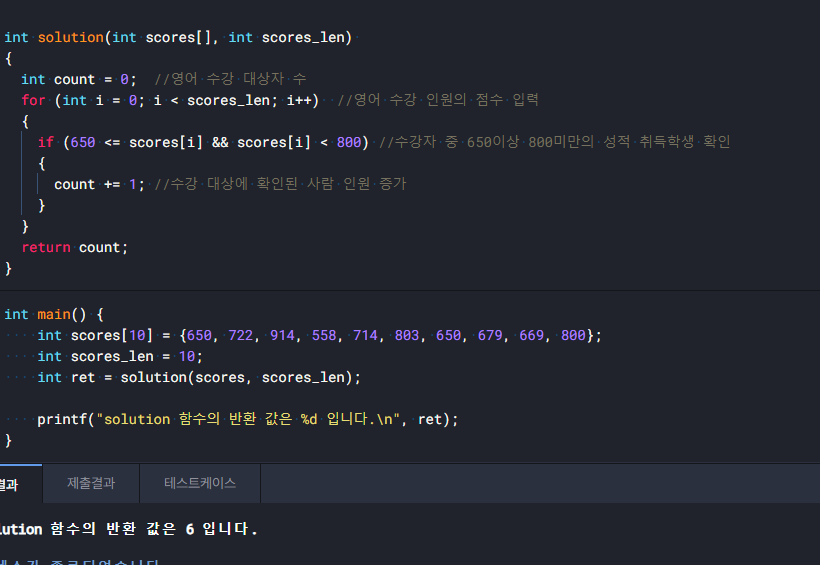 int solution(int scores[], int scores_len)
{
int count = 0; //영어 수강 대상자 수
for (int i = 0; i < scores_len; i++) //영어 수강 인원의 점수 입력
{
if (650 <= scores[i] && scores[i] < 800) //수강자 중 650이상 800미만의 성적 취득학생 확인
{
count += 1; //수강 대상에 확인된 사람 인원 증가
}
}
return count;
}
int main() {
int scores[10] = {650, 722, 914, 558, 714, 803, 650, 679, 669, 800};
int scores_len = 10;
int ret = solution(scores, scores_len);
printf("solution 함수의 반환 값은 %d 입니다.\n", ret);
}
결과 제출결과 테스트케이스
lution 함수의 반환 값은 6 입니다.